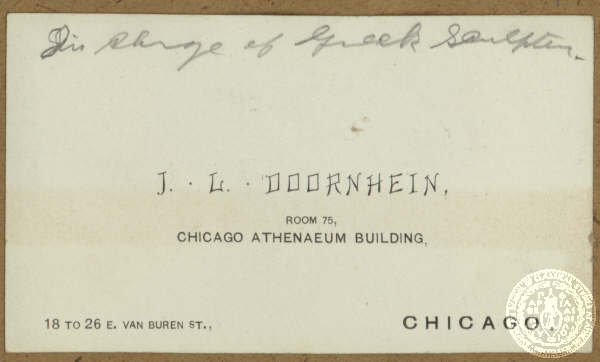 In charge of Greek Sculpture.
J. · L. · DOORNHEIN,
ROOM 75,
CHICAGO ATHENAEUM BUILDING,
18 TO 26 E. VAN BUREN ST.,
CHICAGO.